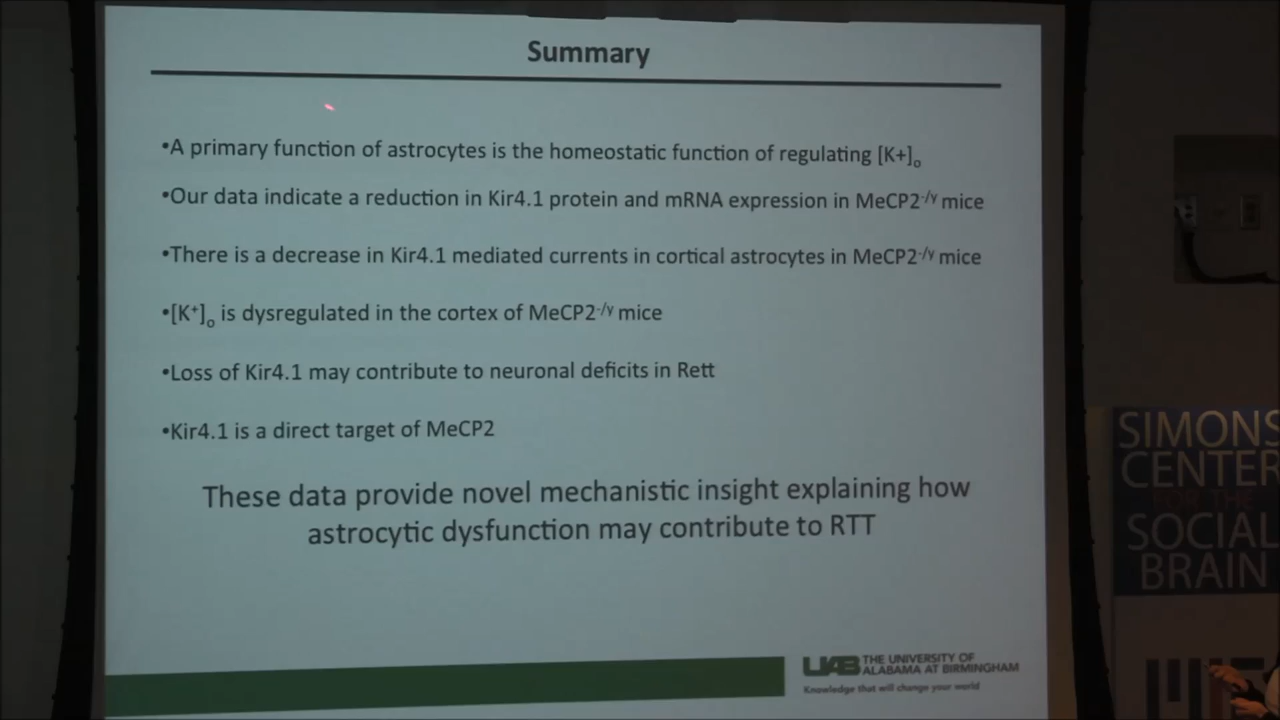 Summary
•A primary function of astrocytes is the homeostatic function of regulating [K+]ₒ
•Our data indicate a reduction in Kir4.1 protein and mRNA expression in MeCP2⁻/ʸ mice
•There is a decrease in Kir4.1 mediated currents in cortical astrocytes in MeCP2⁻/ʸ mice
•[K⁺]ₒ is dysregulated in the cortex of MeCP2⁻/ʸ mice
•Loss of Kir4.1 may contribute to neuronal deficits in Rett
•Kir4.1 is a direct target of MeCP2
These data provide novel mechanistic insight explaining how
astrocytic dysfunction may contribute to RTT
UAB THE UNIVERSITY OF
ALABAMA AT BIRMINGHAM
Knowledge that will change your world
SIMONS
CENTER
FOR THE
SOCIAL
BRAIN